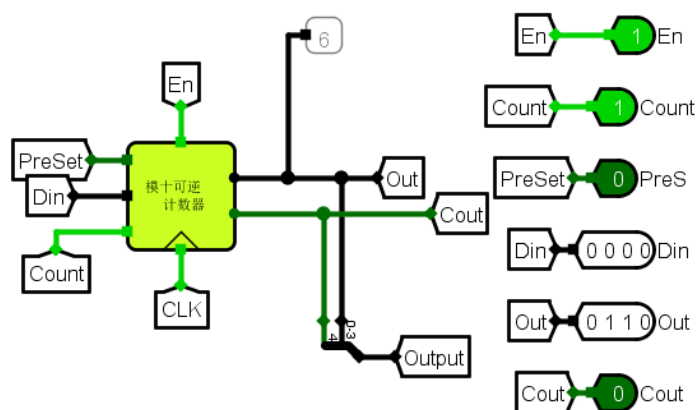 6
En
1
En
En
Count
1
Count
PreSet
模十可逆
计数器
Out
PreSet
0
PreS
Din
Cout
Count
Din
0 0 0 0
Din
CLK
Out
0 1 1 0
Out
0-3
4
Output
Cout
0
Cout